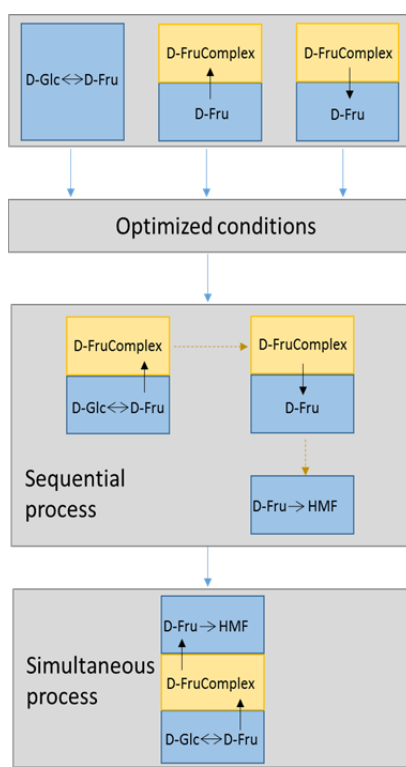 D-Glc↔D-Fru
D-FruComplex
D-Fru
D-FruComplex
D-Fru
Optimized conditions
D-FruComplex
D-Glc↔D-Fru
D-FruComplex
D-Fru
D-Fru→HMF
Sequential
process
D-Fru→HMF
D-FruComplex
D-Glc↔D-Fru
Simultaneous
process